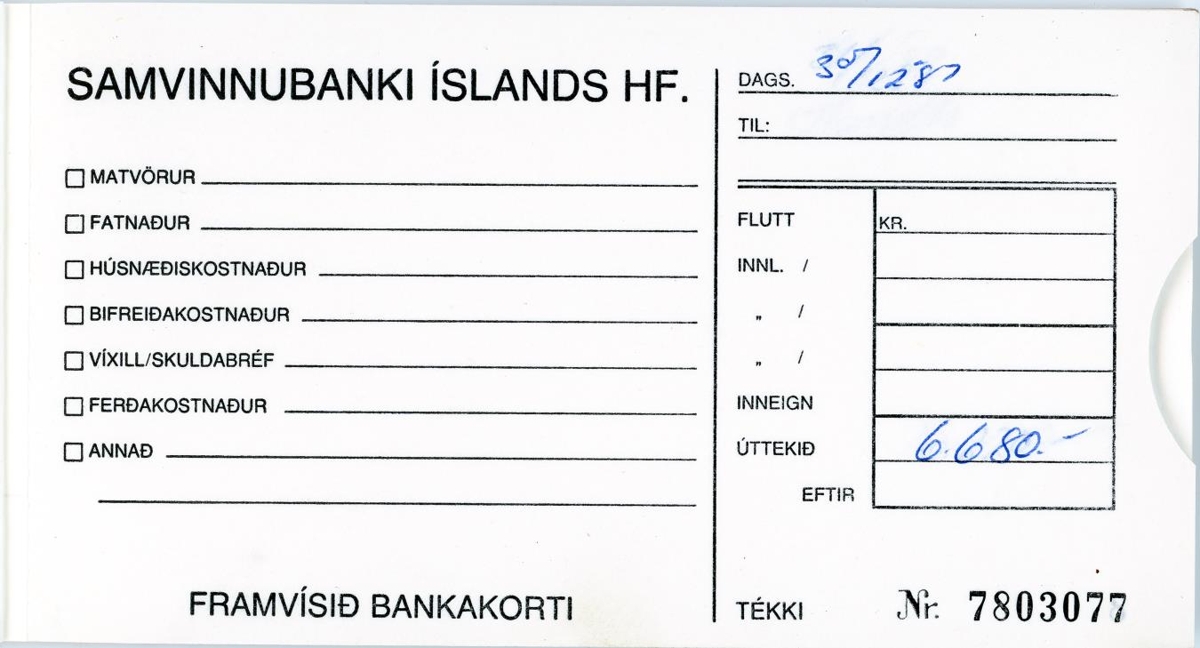 SAMVINNUBANKI ÍSLANDS HF.
MATVÖRUR
FATNAÐUR
HÚSNÆÐISKOSTNAÐUR
BIFREIÐAKOSTNAÐUR
VÍXILL/SKULDABRÉF
FERÐAKOSTNAÐUR
ANNAÐ
FRAMVÍSIÐ BANKAKORTI
DAGS. 30/12 87
TIL:
FLUTT KR.
INNL. /
„ /
„ /
INNEIGN
ÚTTEKIÐ 6.680.-
EFTIR
TÉKKI Nr. 7803077